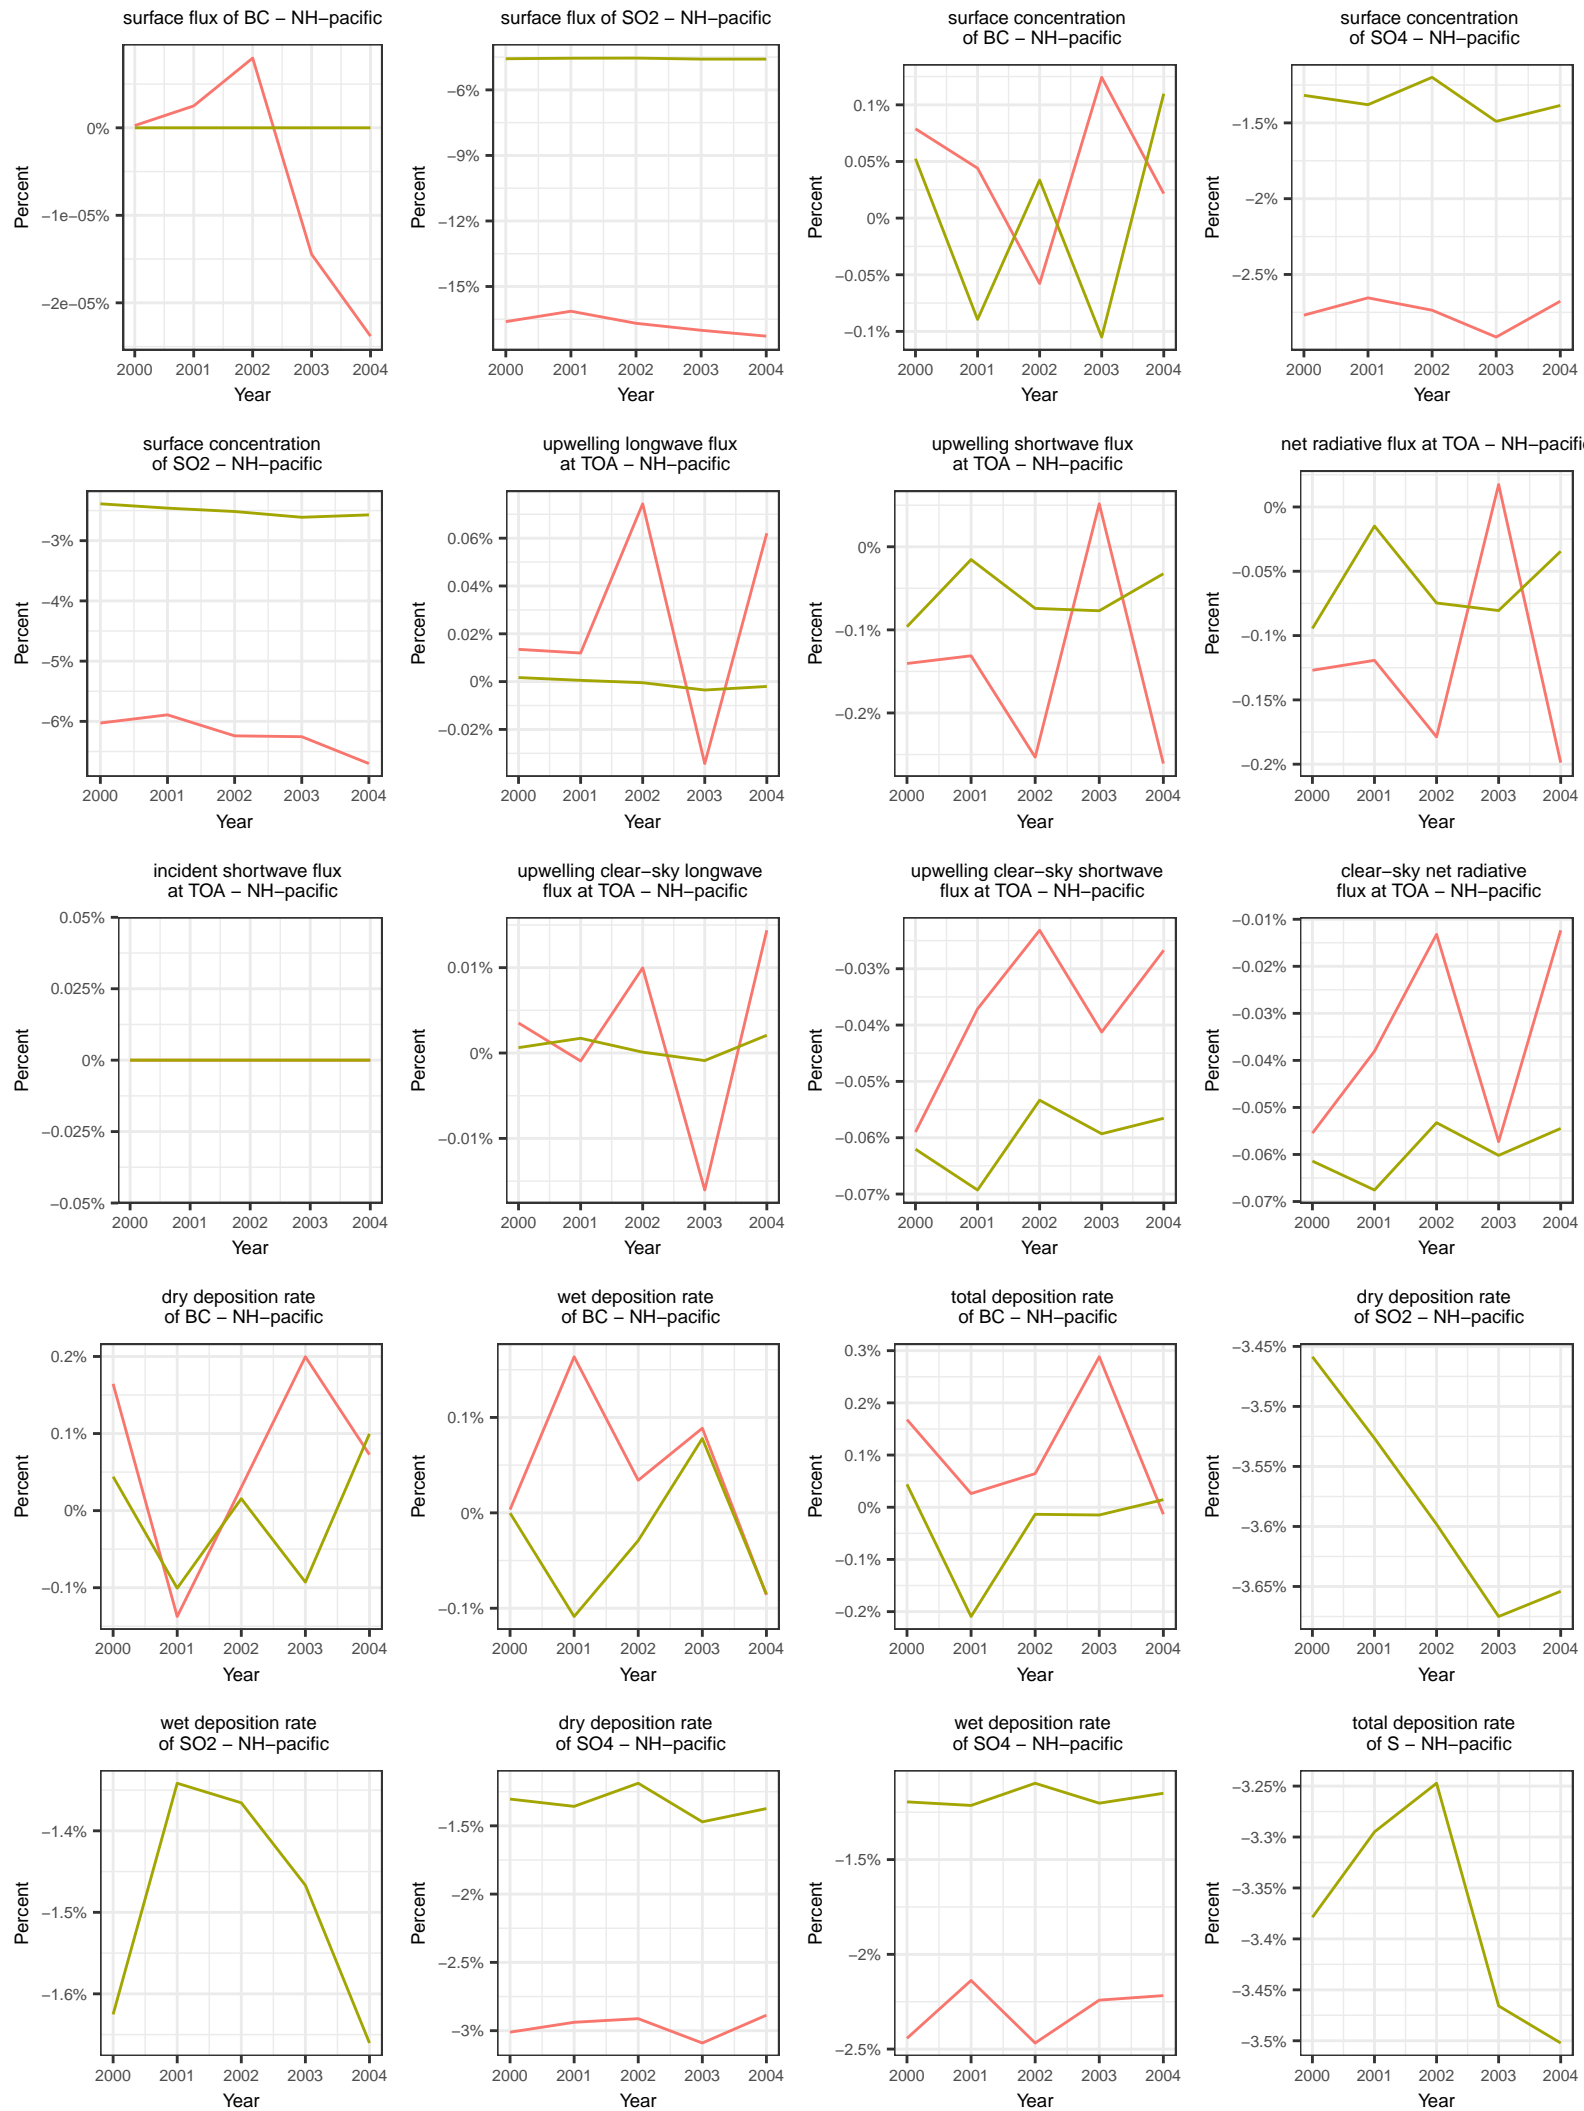 surface flux of BC − NH−pacific
0%
−1e−05%
−2e−05%
Percent
2000 2001 2002 2003 2004
Year
surface flux of SO2 − NH−pacific
−6%
−9%
−12%
−15%
Percent
2000 2001 2002 2003 2004
Year
surface concentration
of BC − NH−pacific
0.1%
0.05%
0%
−0.05%
−0.1%
Percent
2000 2001 2002 2003 2004
Year
surface concentration
of SO4 − NH−pacific
−1.5%
−2%
−2.5%
Percent
2000 2001 2002 2003 2004
Year
surface concentration
of SO2 − NH−pacific
−3%
−4%
−5%
−6%
Percent
2000 2001 2002 2003 2004
Year
upwelling longwave flux
at TOA − NH−pacific
0.06%
0.04%
0.02%
0%
−0.02%
Percent
2000 2001 2002 2003 2004
Year
upwelling shortwave flux
at TOA − NH−pacific
0%
−0.1%
−0.2%
Percent
2000 2001 2002 2003 2004
Year
net radiative flux at TOA − NH−pacific
0%
−0.05%
−0.1%
−0.15%
−0.2%
Percent
2000 2001 2002 2003 2004
Year
incident shortwave flux
at TOA − NH−pacific
0.05%
0.025%
0%
−0.025%
−0.05%
Percent
2000 2001 2002 2003 2004
Year
upwelling clear−sky longwave
flux at TOA − NH−pacific
0.01%
0%
−0.01%
Percent
2000 2001 2002 2003 2004
Year
upwelling clear−sky shortwave
flux at TOA − NH−pacific
−0.03%
−0.04%
−0.05%
−0.06%
−0.07%
Percent
2000 2001 2002 2003 2004
Year
clear−sky net radiative
flux at TOA − NH−pacific
−0.01%
−0.02%
−0.03%
−0.04%
−0.05%
−0.06%
−0.07%
Percent
2000 2001 2002 2003 2004
Year
dry deposition rate
of BC − NH−pacific
0.2%
0.1%
0%
−0.1%
Percent
2000 2001 2002 2003 2004
Year
wet deposition rate
of BC − NH−pacific
0.1%
0%
−0.1%
Percent
2000 2001 2002 2003 2004
Year
total deposition rate
of BC − NH−pacific
0.3%
0.2%
0.1%
0%
−0.1%
−0.2%
Percent
2000 2001 2002 2003 2004
Year
dry deposition rate
of SO2 − NH−pacific
−3.45%
−3.5%
−3.55%
−3.6%
−3.65%
Percent
2000 2001 2002 2003 2004
Year
wet deposition rate
of SO2 − NH−pacific
−1.4%
−1.5%
−1.6%
Percent
2000 2001 2002 2003 2004
Year
dry deposition rate
of SO4 − NH−pacific
−1.5%
−2%
−2.5%
−3%
Percent
2000 2001 2002 2003 2004
Year
wet deposition rate
of SO4 − NH−pacific
−1.5%
−2%
−2.5%
Percent
2000 2001 2002 2003 2004
Year
total deposition rate
of S − NH−pacific
−3.25%
−3.3%
−3.35%
−3.4%
−3.45%
−3.5%
Percent
2000 2001 2002 2003 2004
Year